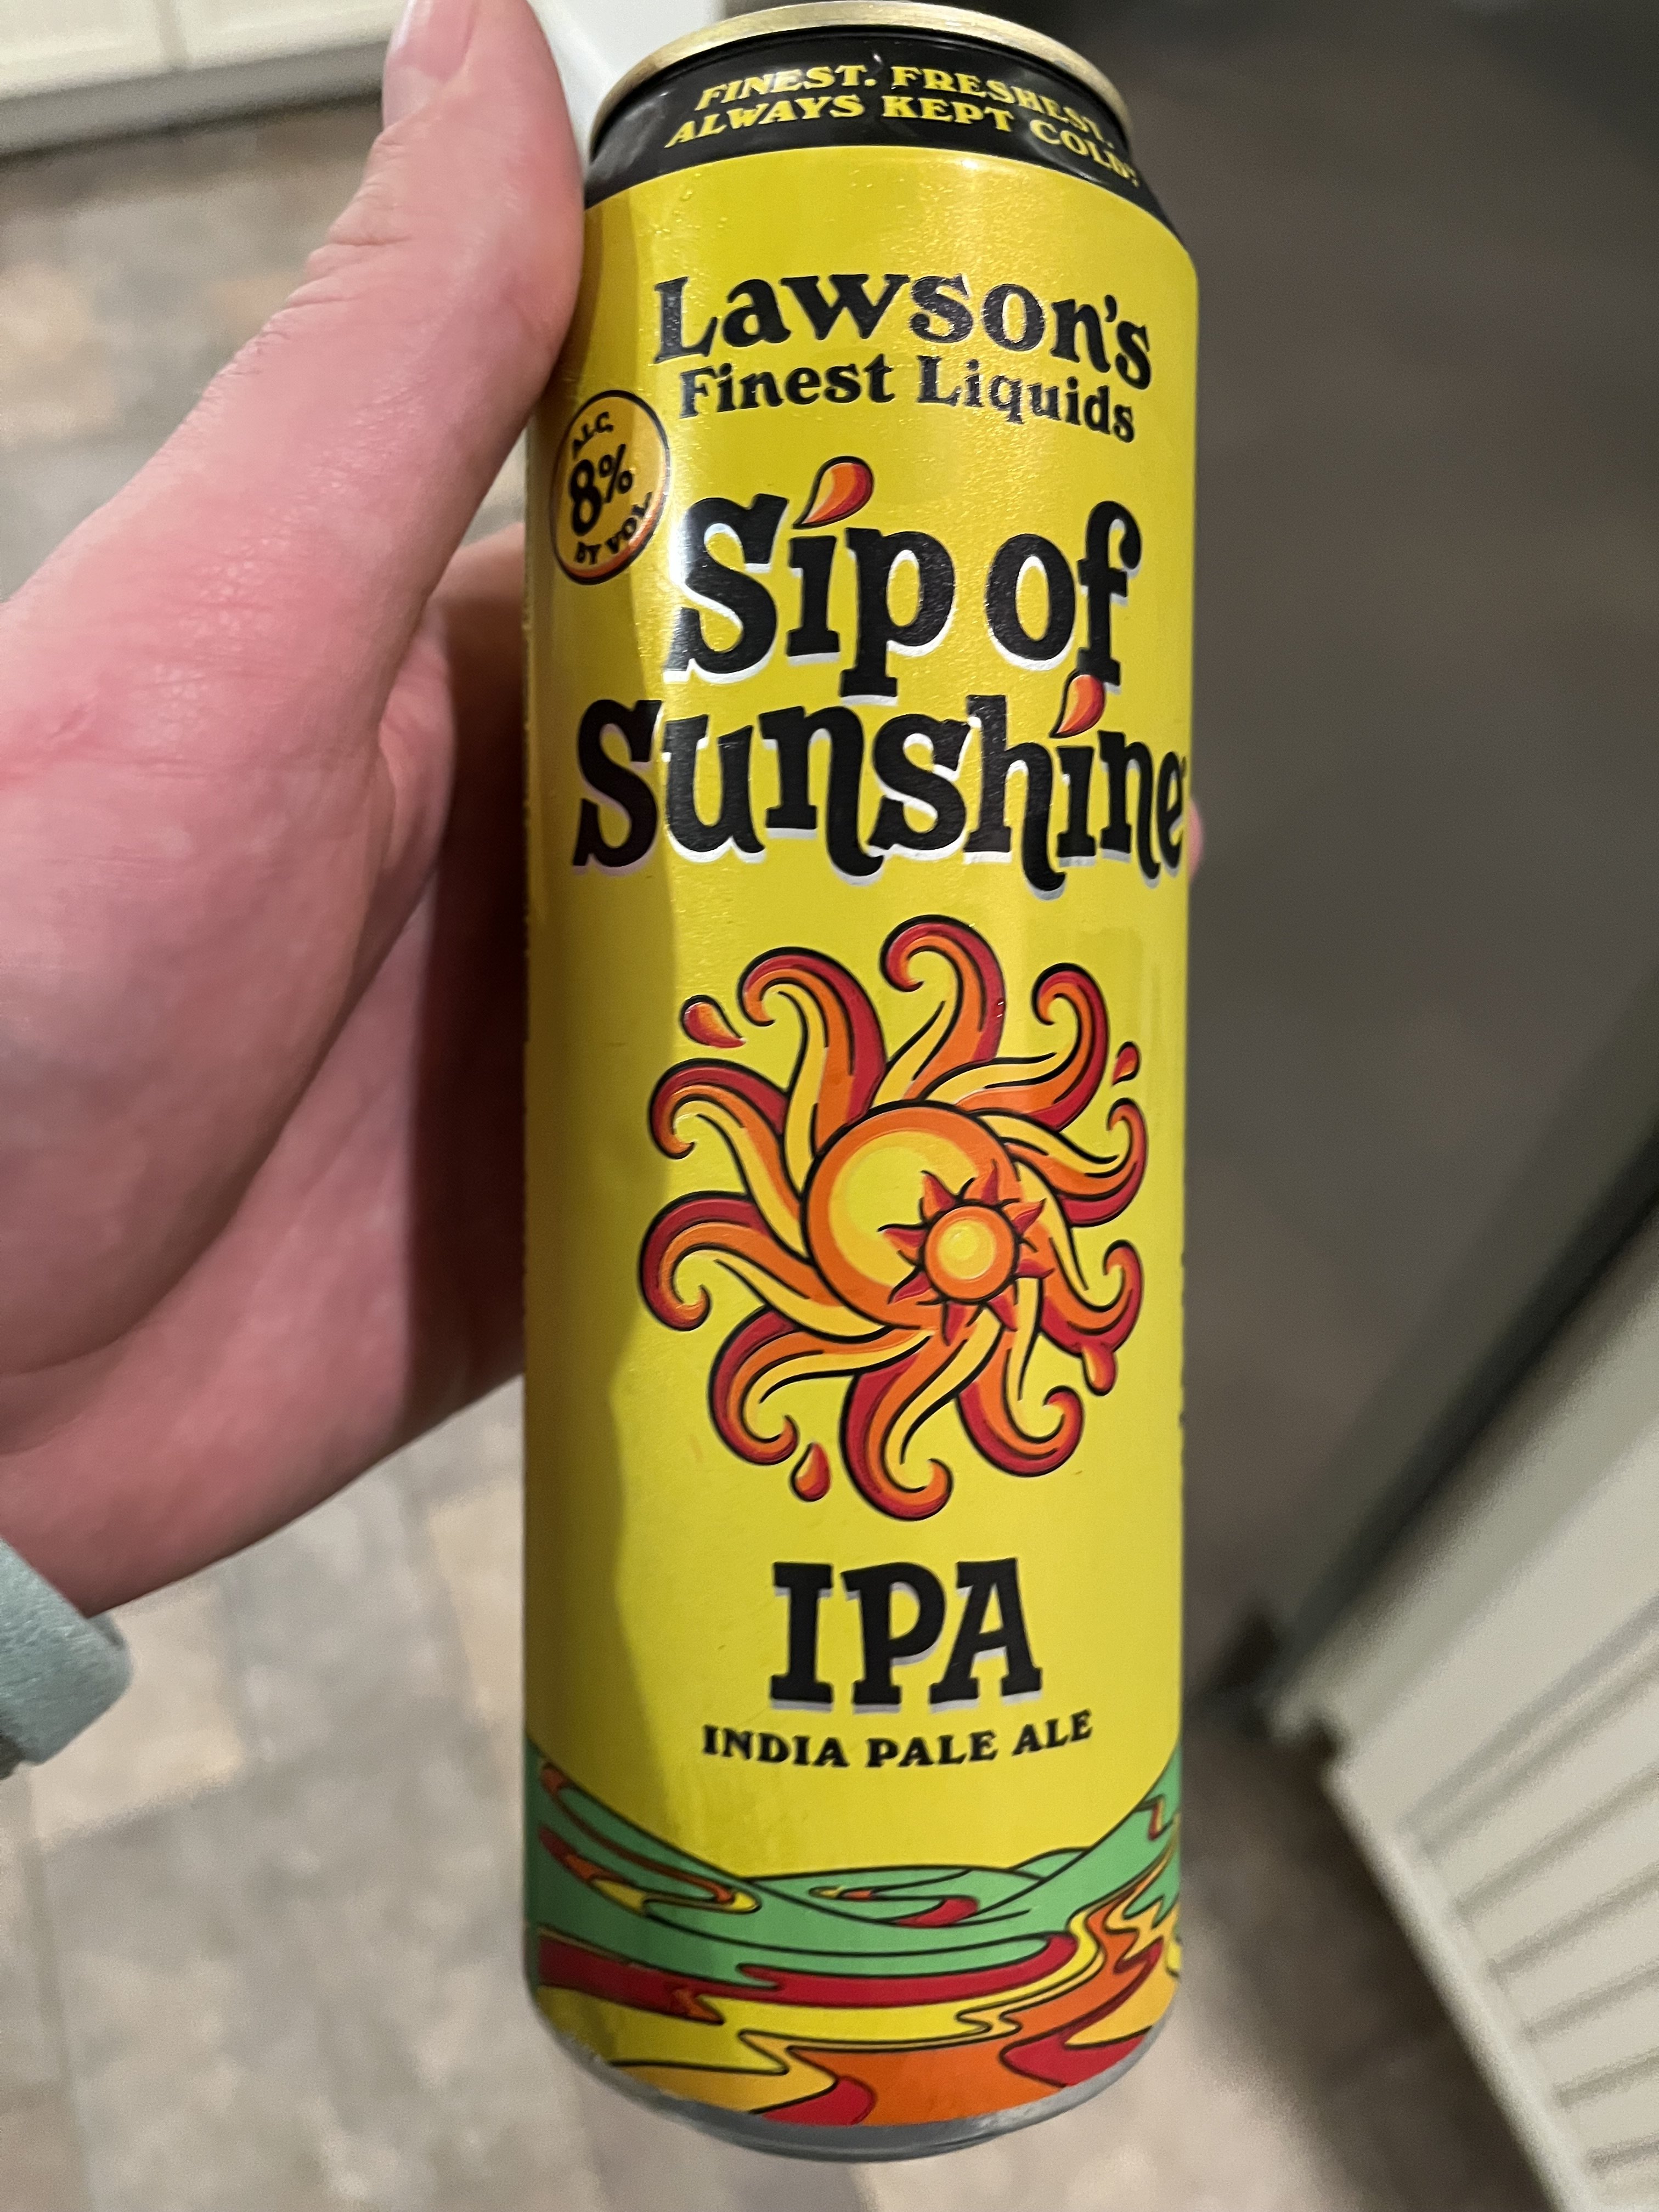 FINEST. FRESHEST.
ALWAYS KEPT COLD!
Lawson's
Finest Liquids
ALC.
8%
BY VOL.
Sip of
Sunshine
IPA
INDIA PALE ALE